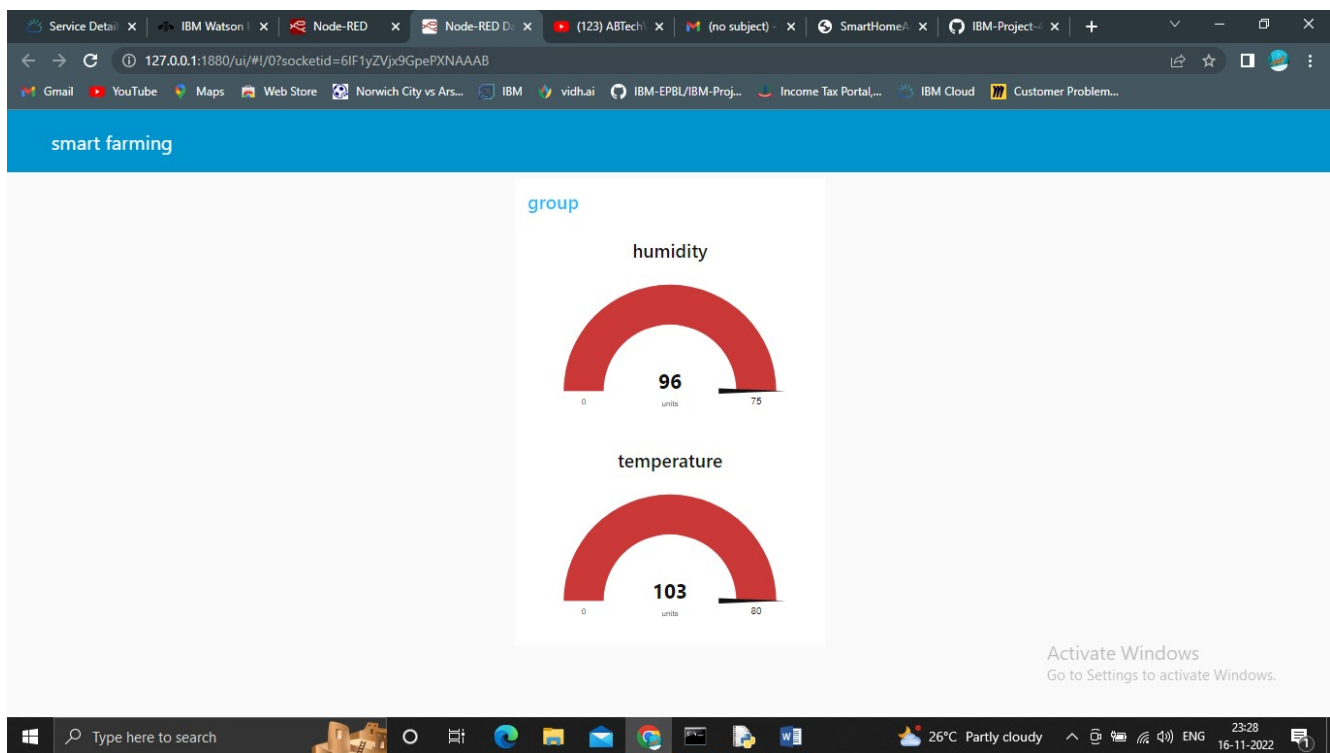 Service Detail IBM Watson I Node-RED Node-RED Da (123) ABTech\ M (no subject) - SmartHomeA IBM-Project-4
127.0.0.1:1880/ui/#!/0?socketid=6IF1yZVjx9GpePXNAAAB
Gmail YouTube Maps Web Store Norwich City vs Ars... IBM vidh.ai IBM-EPBL/IBM-Proj... Income Tax Portal,... IBM Cloud Customer Problem...
smart farming
group
humidity
96
units
0 75
temperature
103
units
0 80
Activate Windows
Go to Settings to activate Windows.
Type here to search 26°C Partly cloudy ENG 23:28
16-11-2022